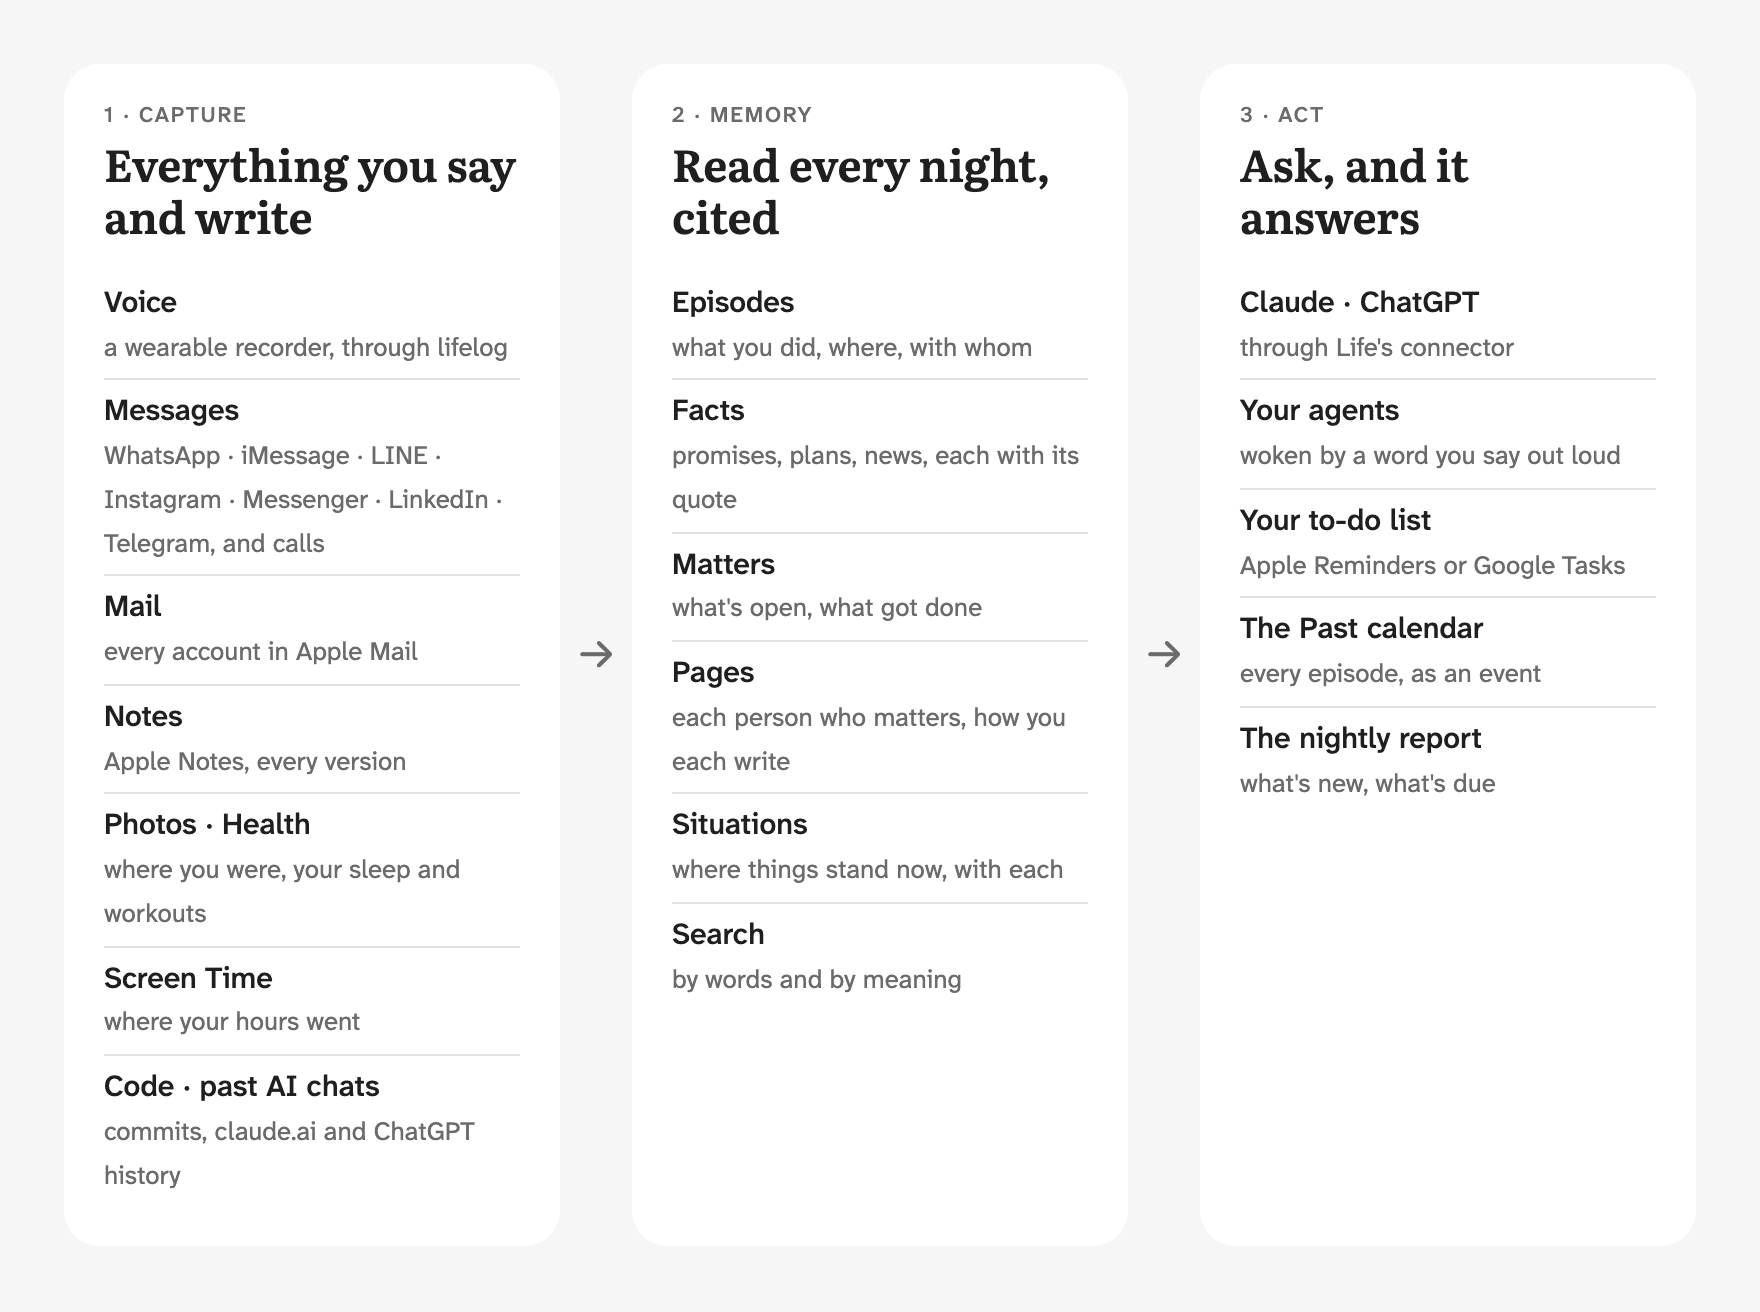 1 · CAPTURE
Everything you say
and write
Voice
a wearable recorder, through lifelog
Messages
WhatsApp · iMessage · LINE ·
Instagram · Messenger · LinkedIn ·
Telegram, and calls
Mail
every account in Apple Mail
Notes
Apple Notes, every version
Photos · Health
where you were, your sleep and
workouts
Screen Time
where your hours went
Code · past AI chats
commits, claude.ai and ChatGPT
history
→
2 · MEMORY
Read every night,
cited
Episodes
what you did, where, with whom
Facts
promises, plans, news, each with its
quote
Matters
what's open, what got done
Pages
each person who matters, how you
each write
Situations
where things stand now, with each
Search
by words and by meaning
→
3 · ACT
Ask, and it
answers
Claude · ChatGPT
through Life's connector
Your agents
woken by a word you say out loud
Your to-do list
Apple Reminders or Google Tasks
The Past calendar
every episode, as an event
The nightly report
what's new, what's due